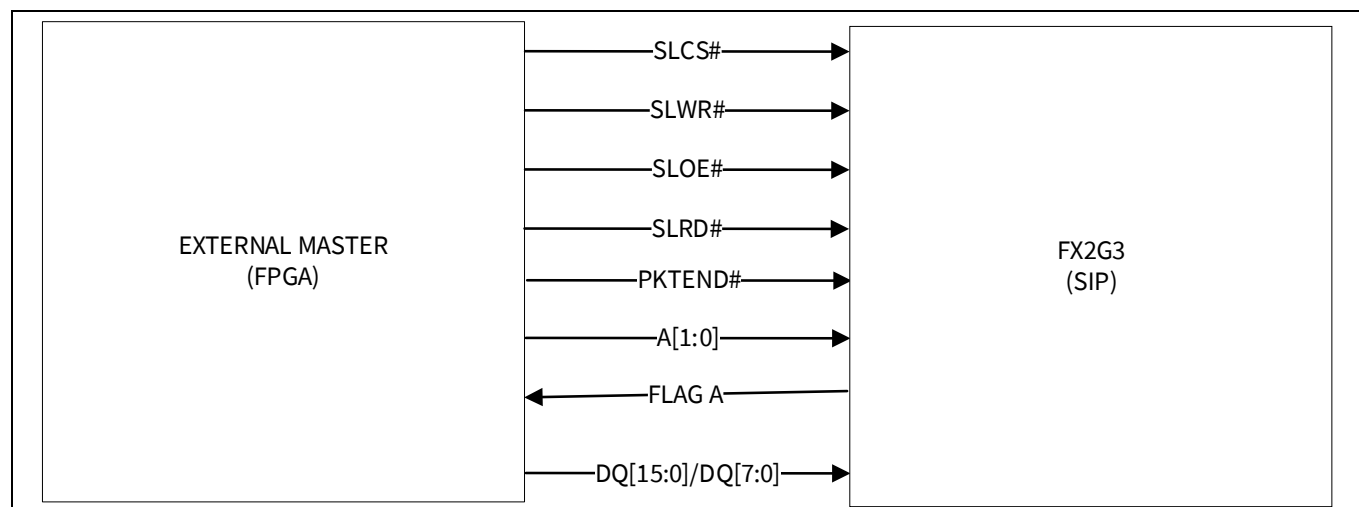 SLCS#
SLWR#
SLOE#
SLRD#
EXTERNAL MASTER
(FPGA)
FX2G3
(SIP)
PKTEND#
A[1:0]
FLAG A
DQ[15:0]/DQ[7:0]